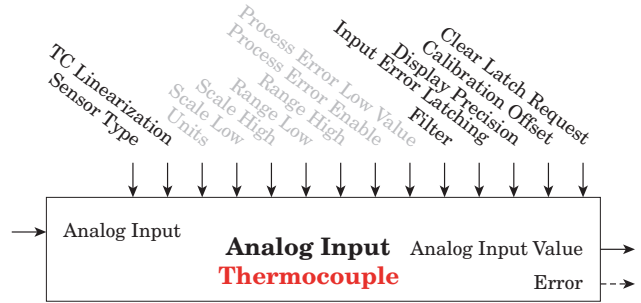 Sensor Type
TC Linearization
Units
Scale Low
Scale High
Range Low
Range High
Process Error Enable
Process Error Low Value
Filter
Input Error Latching
Display Precision
Calibration Offset
Clear Latch Request
Analog Input
Analog Input
Thermocouple
Analog Input Value
Error